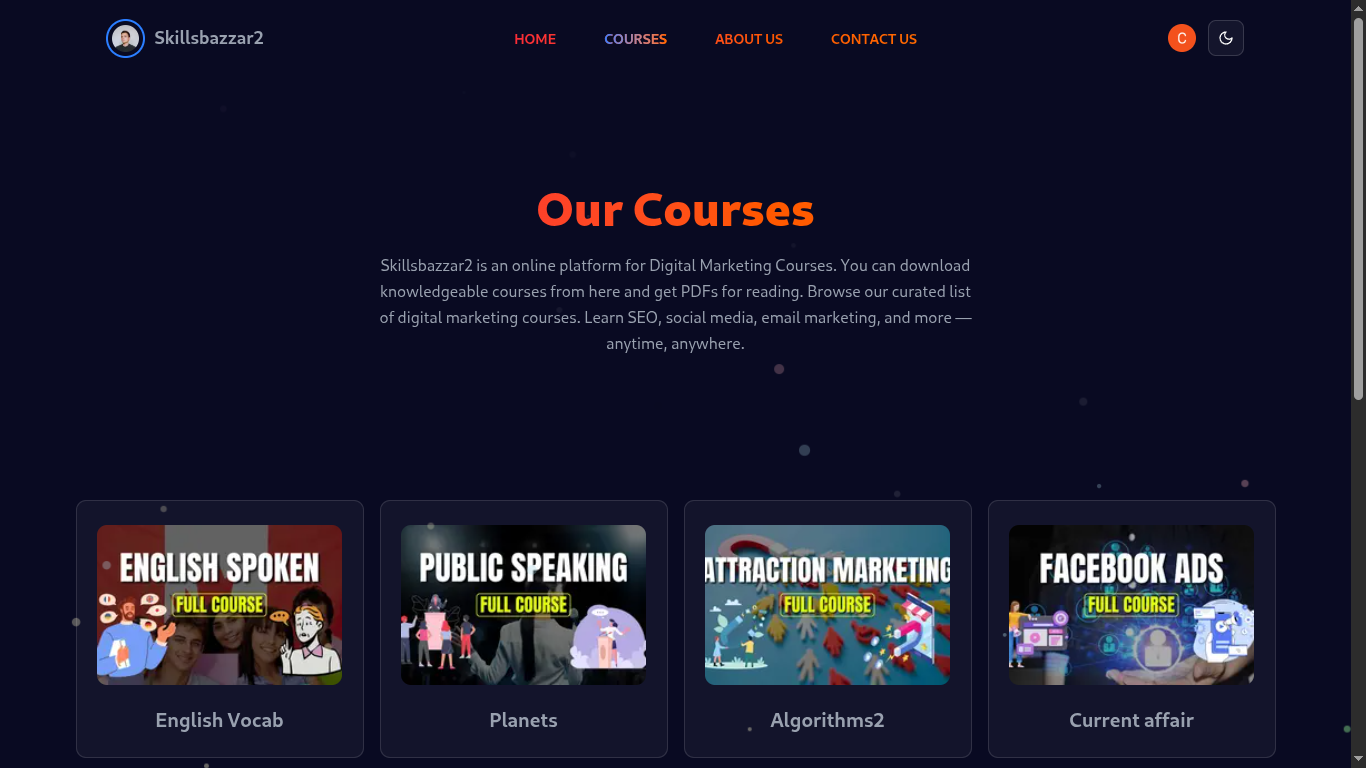 Skillsbazzar2
HOME
COURSES
ABOUT US
CONTACT US
C
Our Courses
Skillsbazzar2 is an online platform for Digital Marketing Courses. You can download
knowledgeable courses from here and get PDFs for reading. Browse our curated list
of digital marketing courses. Learn SEO, social media, email marketing, and more —
anytime, anywhere.
ENGLISH SPOKEN
FULL COURSE
English Vocab
PUBLIC SPEAKING
FULL COURSE
Planets
ATTRACTION MARKETING
FULL COURSE
Algorithms2
FACEBOOK ADS
FULL COURSE
Current affair